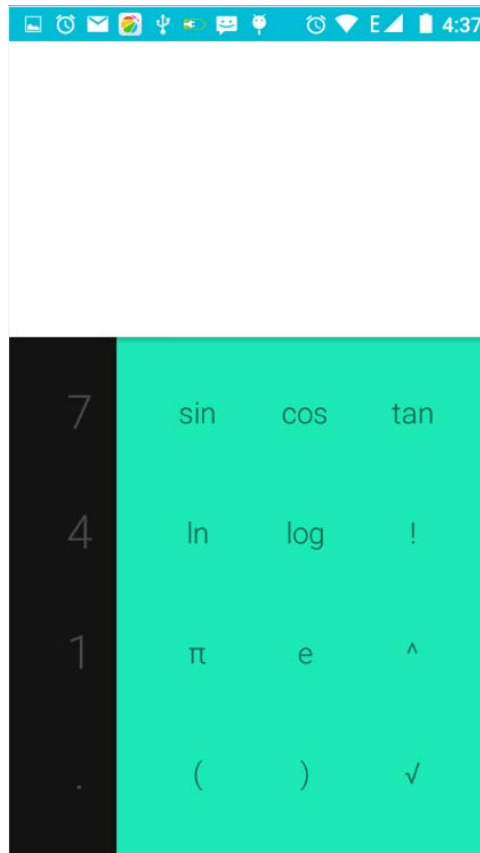 E 4:37
7 sin cos tan
4 ln log !
1 π e ^
. ( ) √